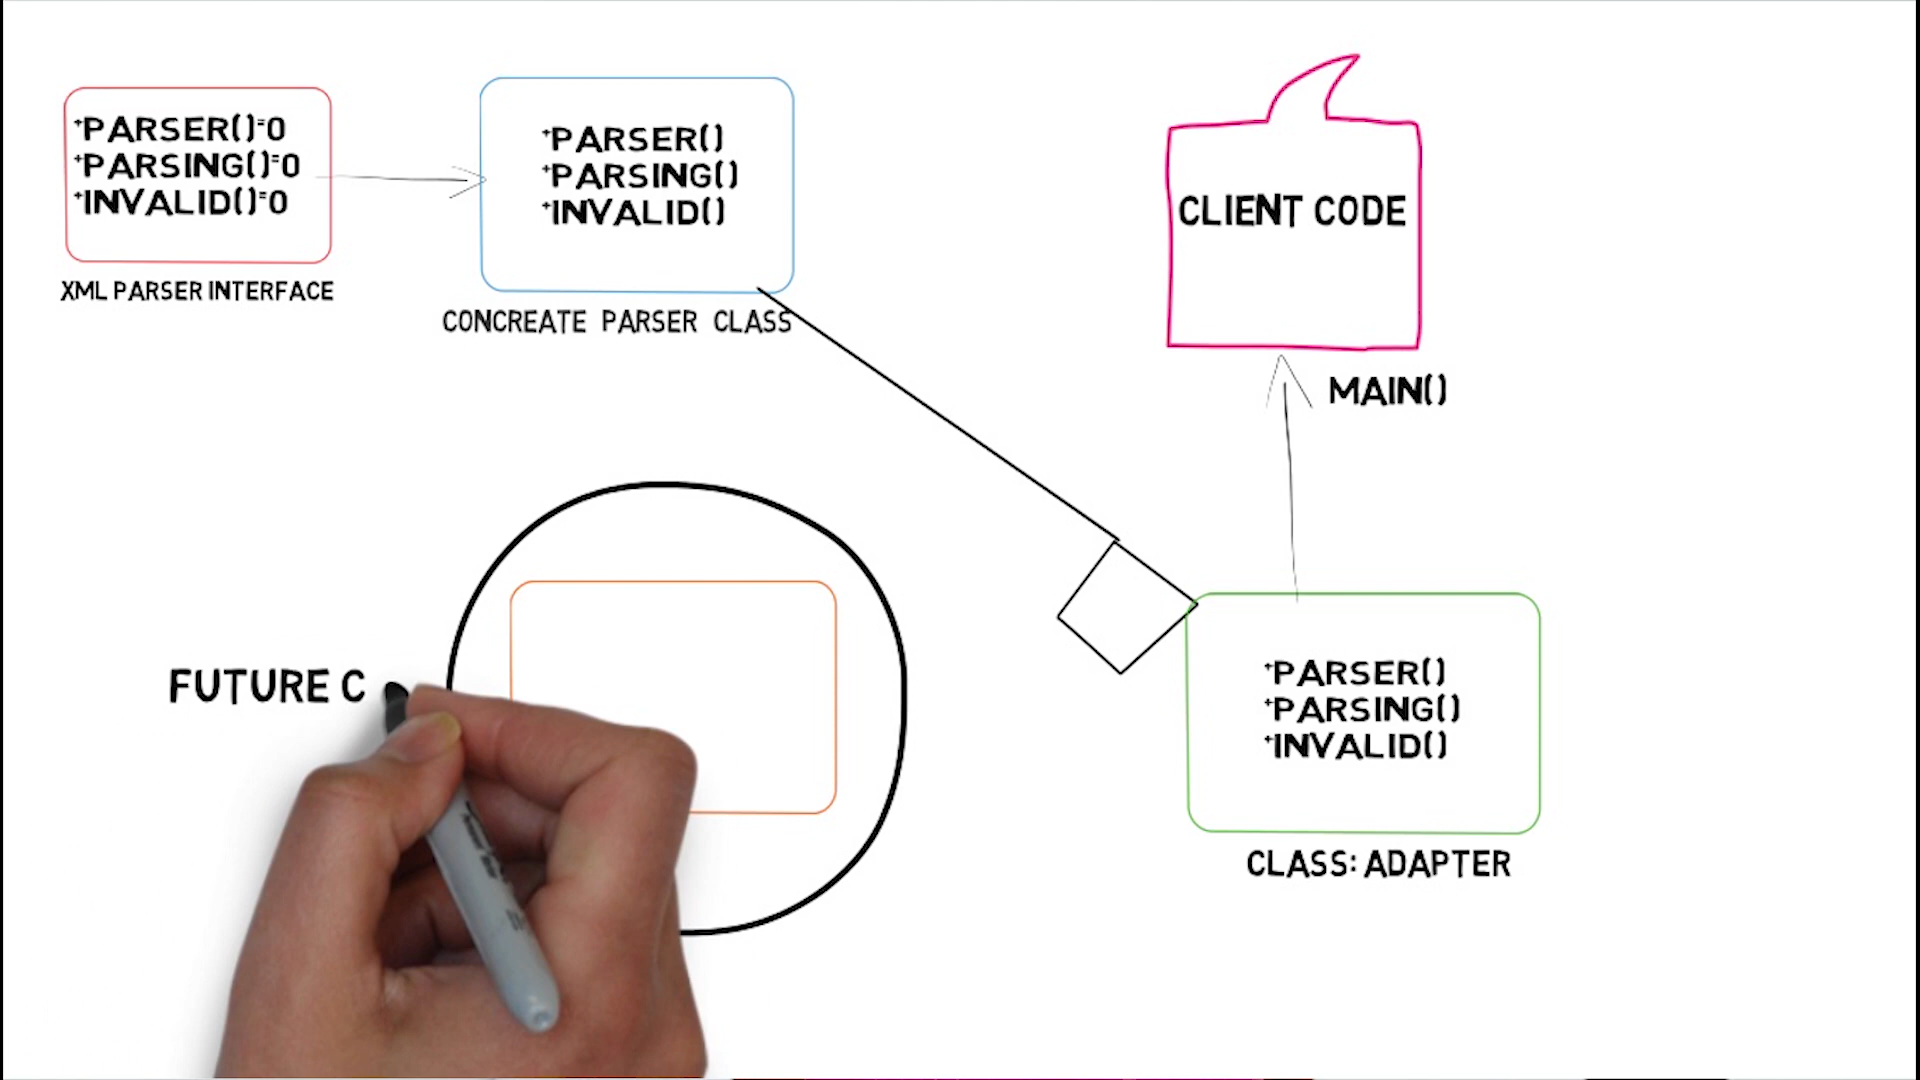 +PARSER()=0
+PARSING()=0
+INVALID()=0
XML PARSER INTERFACE
+PARSER()
+PARSING()
+INVALID()
CONCREATE PARSER CLASS
CLIENT CODE
MAIN()
FUTURE C
+PARSER()
+PARSING()
+INVALID()
CLASS: ADAPTER